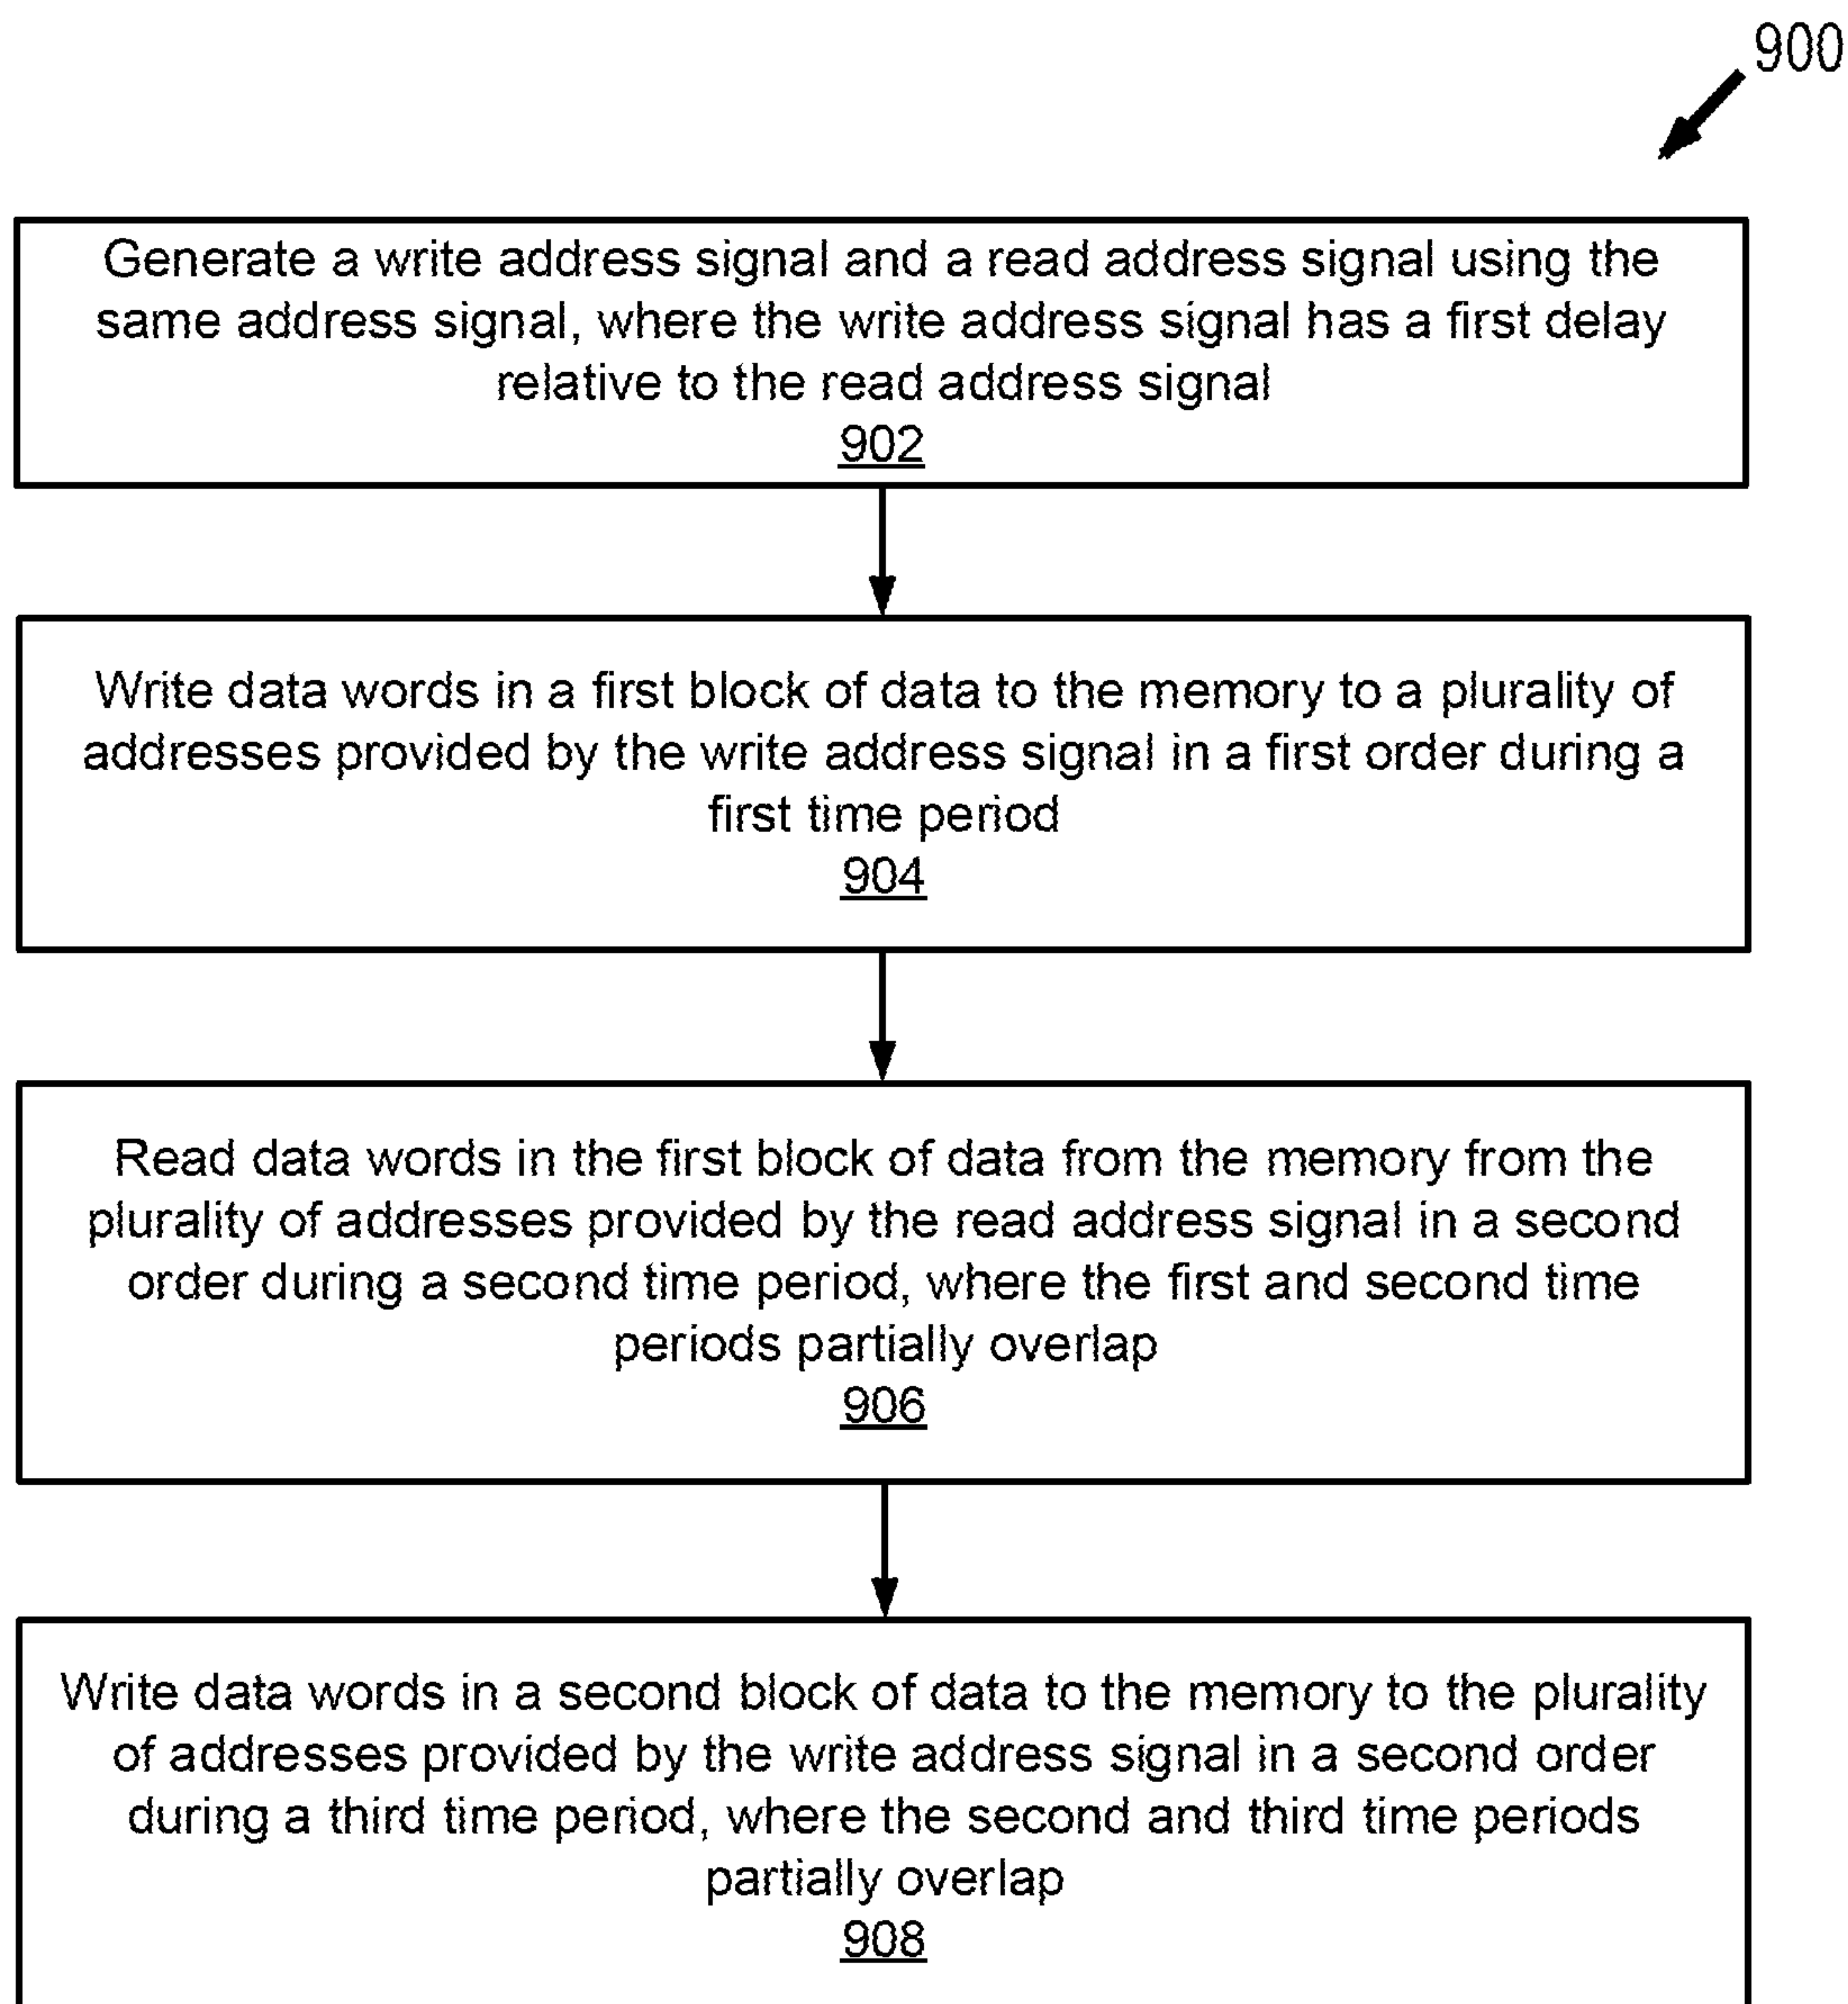 900
Generate a write address signal and a read address signal using the
same address signal, where the write address signal has a first delay
relative to the read address signal
902
Write data words in a first block of data to the memory to a plurality of
addresses provided by the write address signal in a first order during a
first time period
904
Read data words in the first block of data from the memory from the
plurality of addresses provided by the read address signal in a second
order during a second time period, where the first and second time
periods partially overlap
906
Write data words in a second block of data to the memory to the plurality
of addresses provided by the write address signal in a second order
during a third time period, where the second and third time periods
partially overlap
908